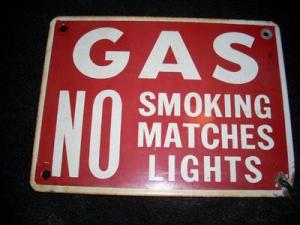 GAS
NO SMOKING
MATCHES
LIGHTS